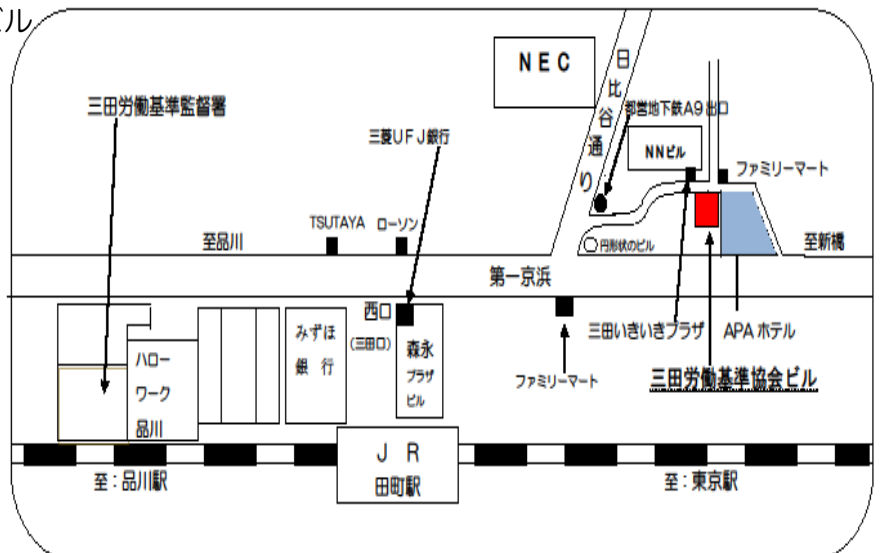 ビル
NEC
日比谷通り
三田労働基準監督署
都営地下鉄A9出口
三菱UFJ銀行
NNビル
ファミリーマート
TSUTAYA
ローソン
至品川
円形状のビル
至新橋
第一京浜
西口
(三田口)
みずほ
銀行
森永
プラザ
ビル
三田いきいきプラザ
APAホテル
ハロー
ワーク
品川
ファミリーマート
三田労働基準協会ビル
JR
田町駅
至:品川駅
至:東京駅